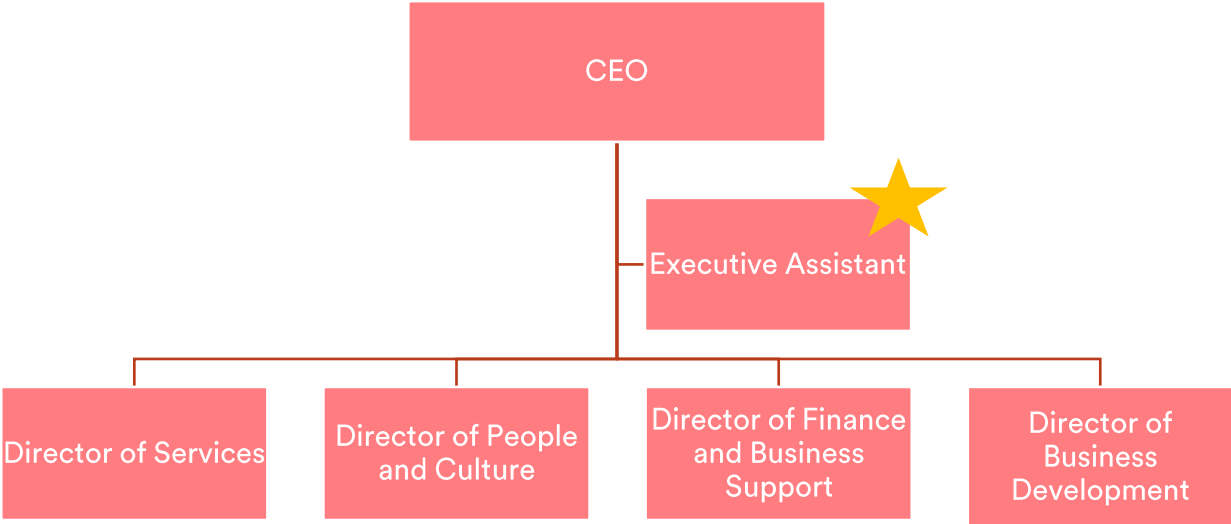 CEO
Executive Assistant
Director of Services
Director of People
and Culture
Director of Finance
and Business
Support
Director of
Business
Development